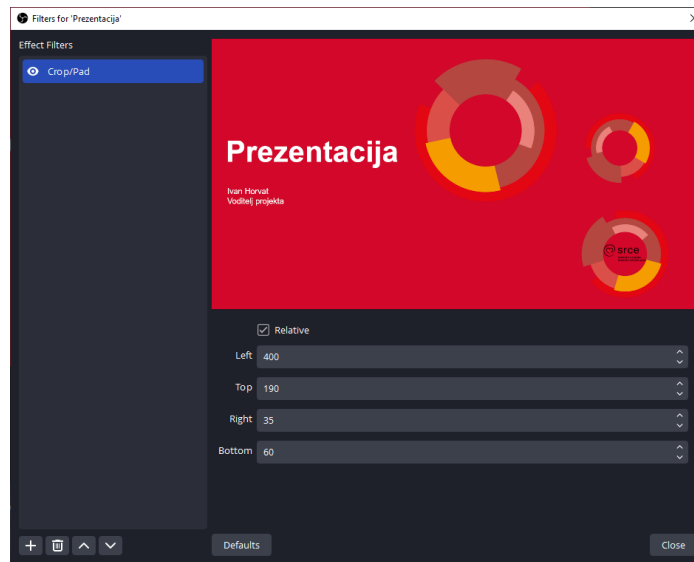 Filters for 'Prezentacija'
Effect Filters
Crop/Pad
Prezentacija
Ivan Horvat
Voditelj projekta
srce
Relative
Left 400
Top 190
Right 35
Bottom 60
Defaults
Close